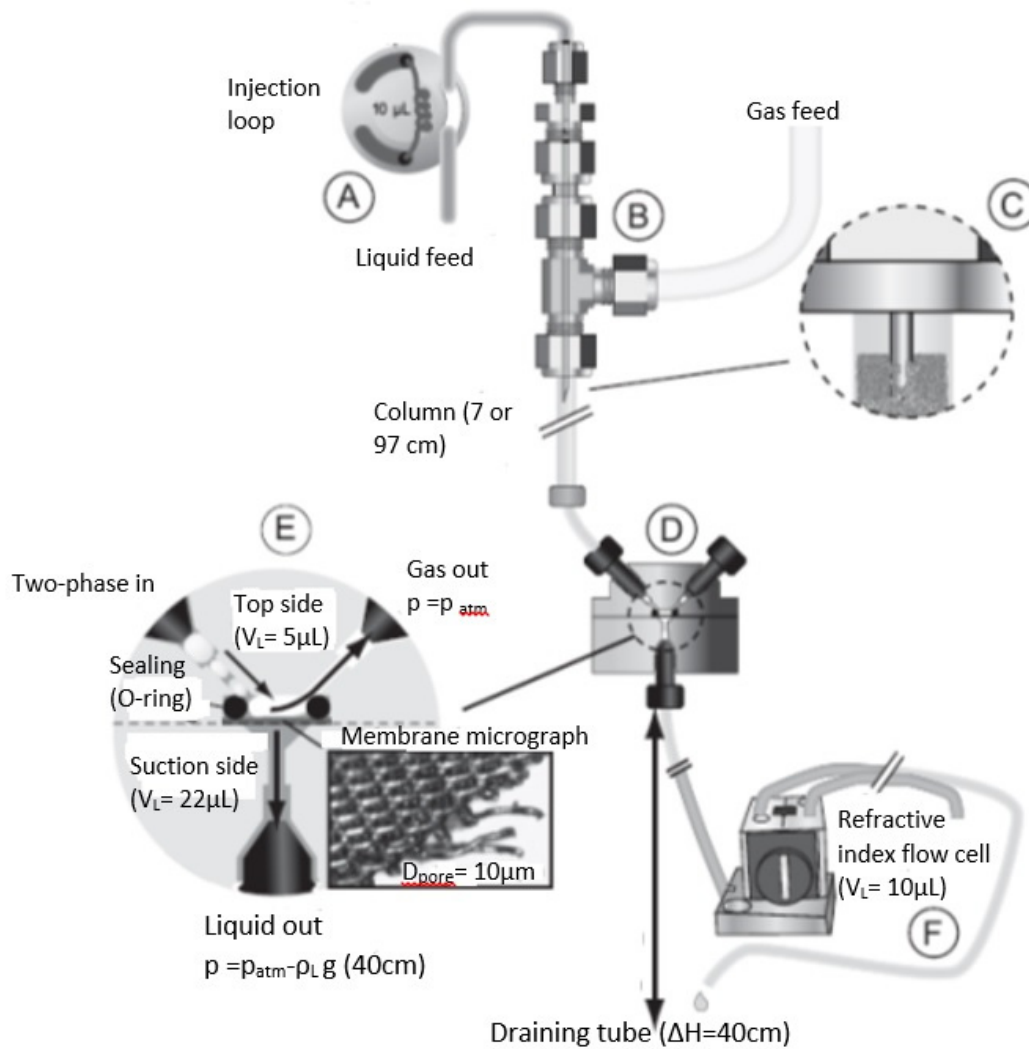 Injection
loop
10 µL
A
Liquid feed
Gas feed
B
C
Column (7 or
97 cm)
D
E
Two-phase in
Gas out
p =p atm
Top side
(VL= 5µL)
Sealing
(O-ring)
Membrane micrograph
Suction side
(VL= 22µL)
Dpore= 10µm
Refractive
index flow cell
(VL= 10µL)
F
Liquid out
p =patm-ρL g (40cm)
Draining tube (ΔH=40cm)